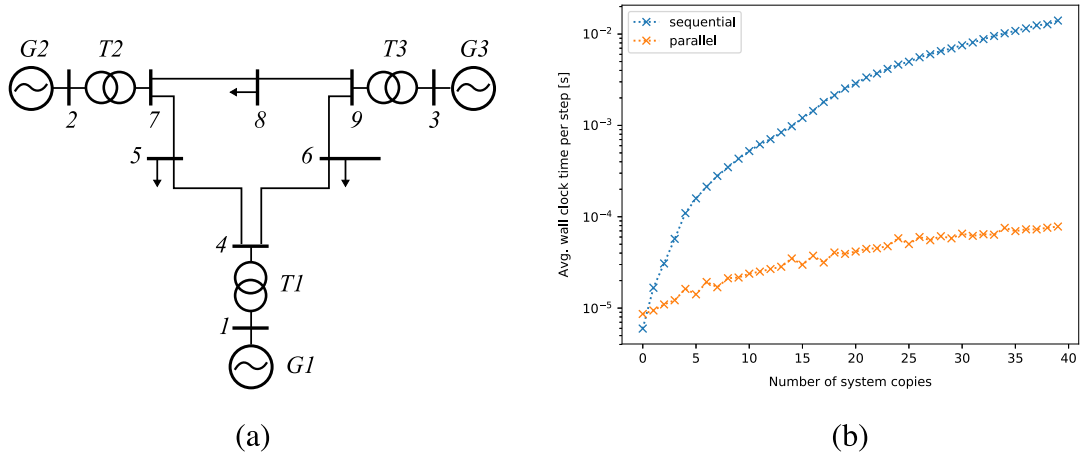 G2
T2
T3
G3
2
7
8
9
3
5
6
4
T1
1
G1
(a)
sequential
parallel
Avg. wall clock time per step [s]
10⁻²
10⁻³
10⁻⁴
10⁻⁵
0 5 10 15 20 25 30 35 40
Number of system copies
(b)